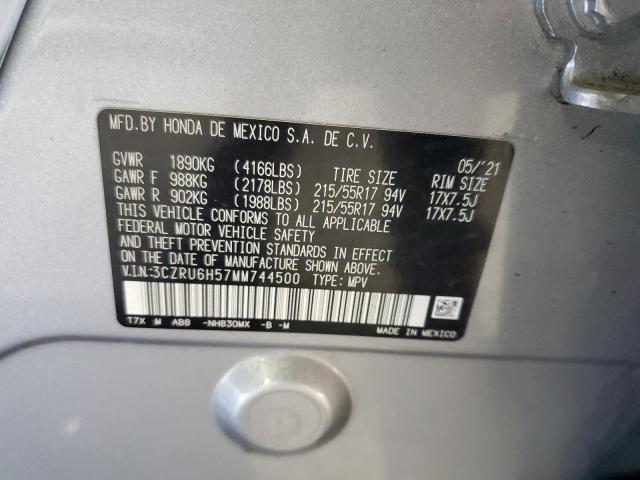 MFD.BY HONDA DE MEXICO S.A. DE C.V.
05/'21
GVWR 1890KG (4166LBS) TIRE SIZE RIM SIZE
GAWR F 988KG (2178LBS) 215/55R17 94V 17X7.5J
GAWR R 902KG (1988LBS) 215/55R17 94V 17X7.5J
THIS VEHICLE CONFORMS TO ALL APPLICABLE
FEDERAL MOTOR VEHICLE SAFETY
AND THEFT PREVENTION STANDARDS IN EFFECT
ON THE DATE OF MANUFACTURE SHOWN ABOVE.
V.I.N:3CZRU6H57MM744500 TYPE: MPV
T7X M AB8 -NH830MX -B -M
MADE IN MEXICO